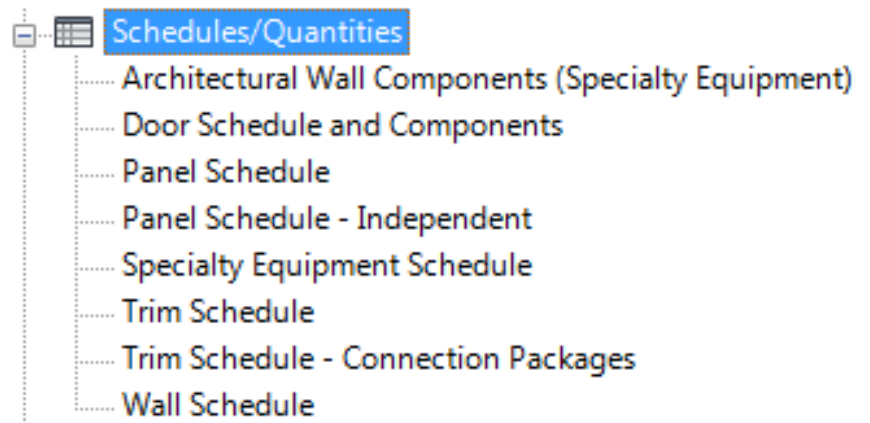 Schedules/Quantities
Architectural Wall Components (Specialty Equipment)
Door Schedule and Components
Panel Schedule
Panel Schedule - Independent
Specialty Equipment Schedule
Trim Schedule
Trim Schedule - Connection Packages
Wall Schedule